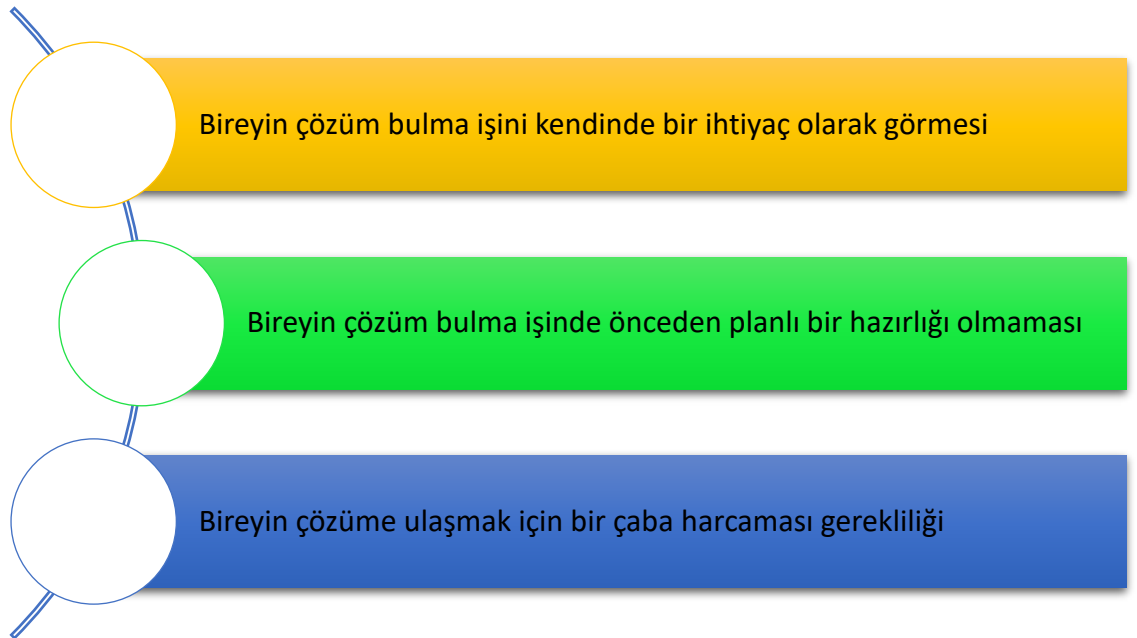 Bireyin çözüm bulma işini kendinde bir ihtiyaç olarak görmesi
Bireyin çözüm bulma işinde önceden planlı bir hazırlığı olmaması
Bireyin çözüme ulaşmak için bir çaba harcaması gerekliliği